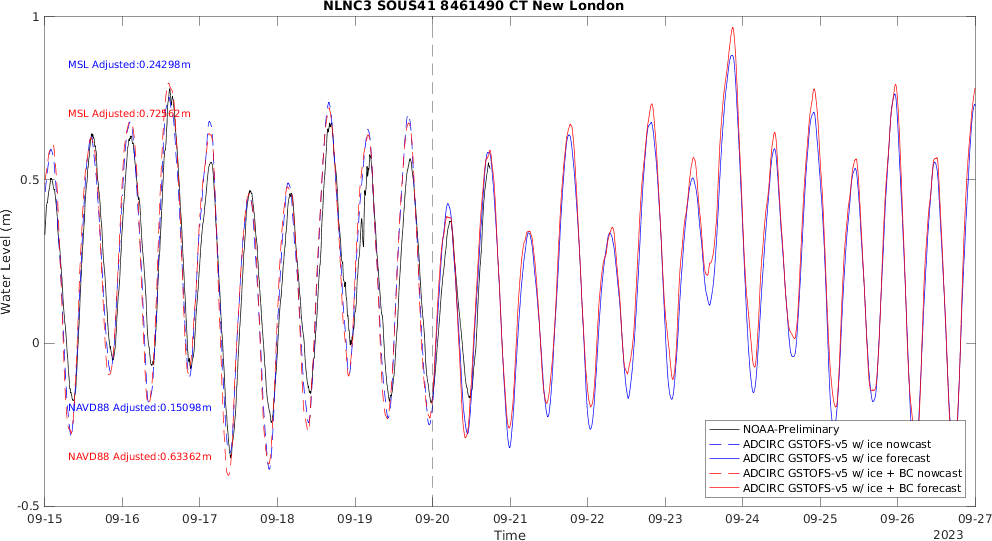 NLNC3 SOUS41 8461490 CT New London
1
MSL Adjusted:0.24298m
MSL Adjusted:0.72562m
0.5
Water Level (m)
0
NAVD88 Adjusted:0.15098m
NAVD88 Adjusted:0.63362m
-0.5
NOAA-Preliminary
ADCIRC GSTOFS-v5 w/ ice nowcast
ADCIRC GSTOFS-v5 w/ ice forecast
ADCIRC GSTOFS-v5 w/ ice + BC nowcast
ADCIRC GSTOFS-v5 w/ ice + BC forecast
09-15 09-16 09-17 09-18 09-19 09-20 09-21 09-22 09-23 09-24 09-25 09-26 09-27
Time
2023